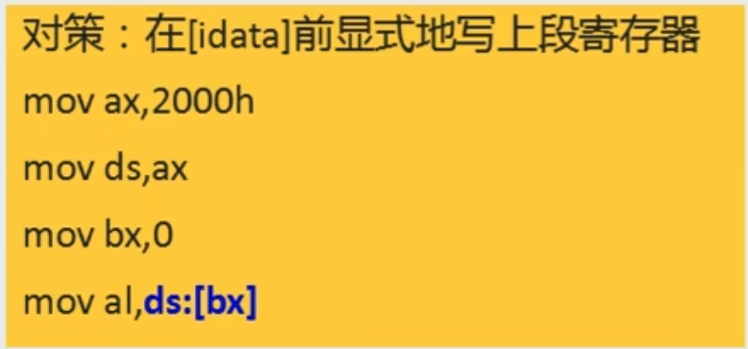 对策：在[idata]前显式地写上段寄存器
mov ax,2000h
mov ds,ax
mov bx,0
mov al,ds:[bx]